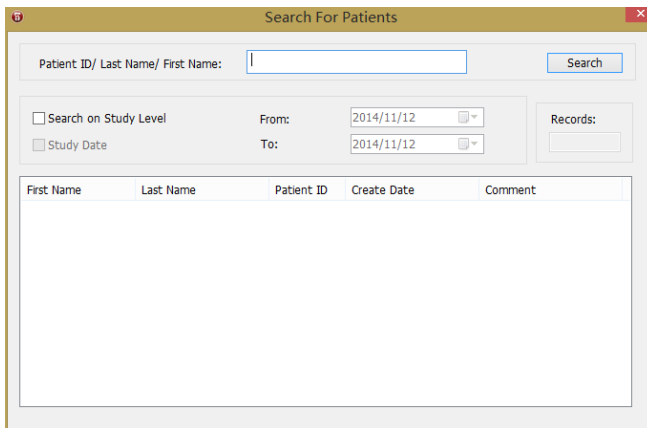 Search For Patients
Patient ID/ Last Name/ First Name:
Search
Search on Study Level From: 2014/11/12 Records:
Study Date To: 2014/11/12
First Name Last Name Patient ID Create Date Comment